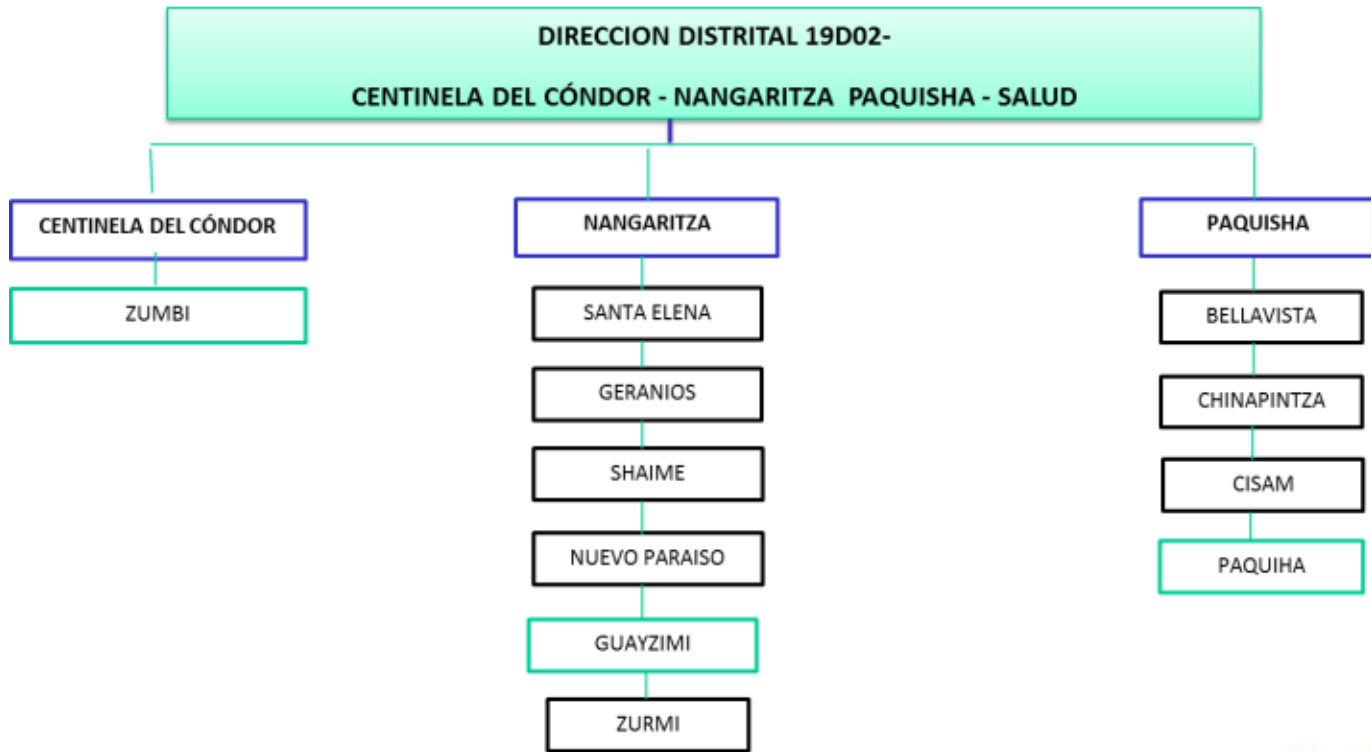 DIRECCION DISTRITAL 19D02-
CENTINELA DEL CÓNDOR - NANGARITZA PAQUISHA - SALUD
CENTINELA DEL CÓNDOR
ZUMBI
NANGARITZA
SANTA ELENA
GERANIOS
SHAIME
NUEVO PARAISO
GUAYZIMI
ZURMI
PAQUISHA
BELLAVISTA
CHINAPINTZA
CISAM
PAQUIHA